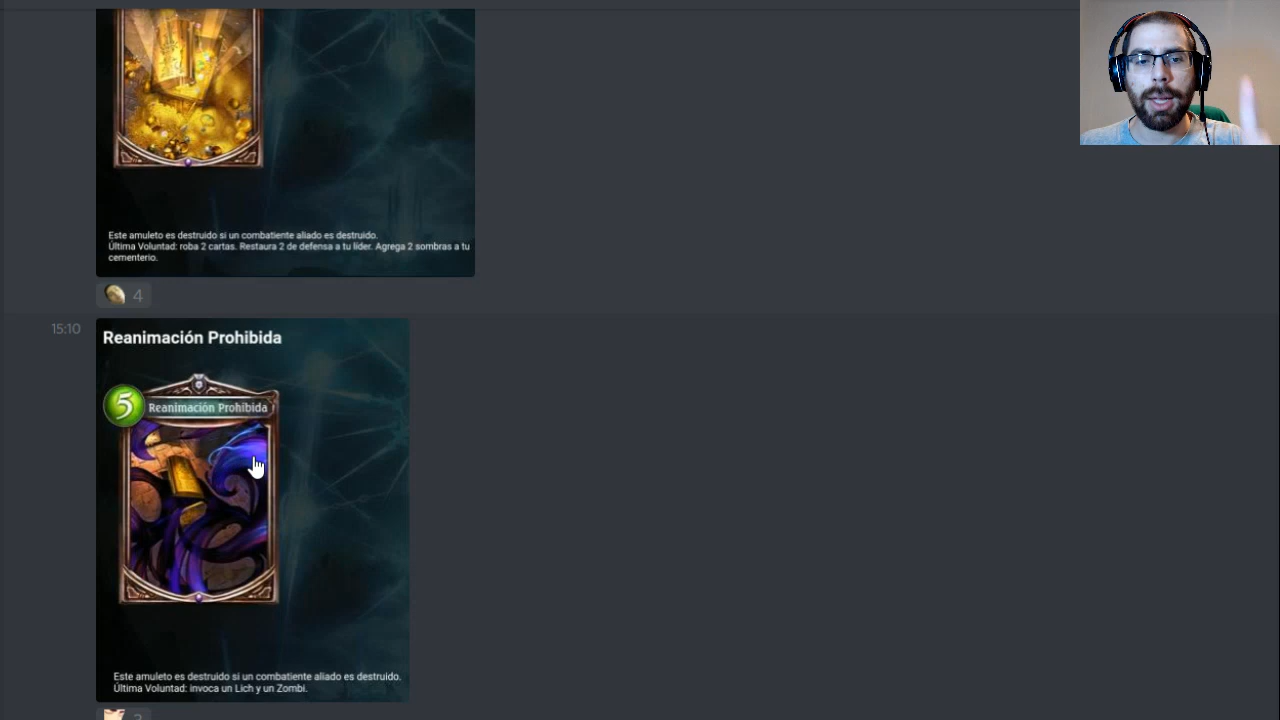 Este amuleto es destruido si un combatiente aliado es destruido.
Última Voluntad: roba 2 cartas. Restaura 2 de defensa a tu líder. Agrega 2 sombras a tu
cementerio.
4
15:10
Reanimación Prohibida
5
Reanimación Prohibida
Este amuleto es destruido si un combatiente aliado es destruido.
Última Voluntad: invoca un Lich y un Zombi.